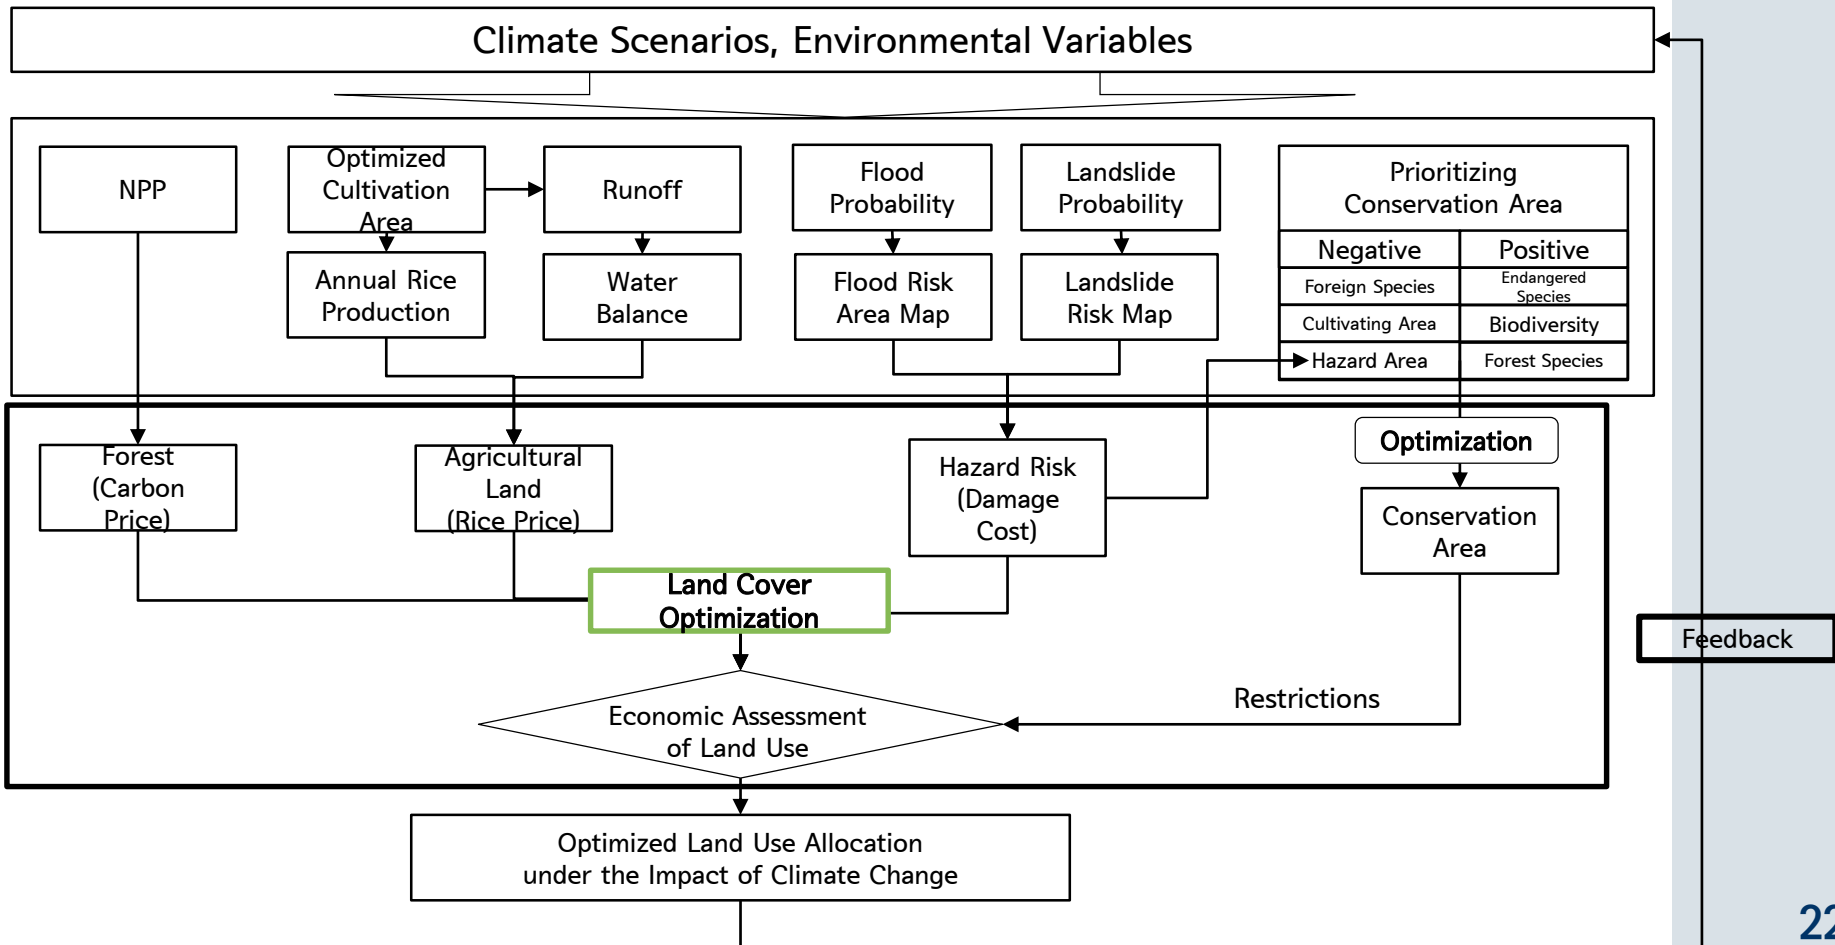 Climate Scenarios, Environmental Variables
NPP
Optimized
Cultivation
Area
Runoff
Flood
Probability
Landslide
Probability
Prioritizing
Conservation Area
Negative
Positive
Annual Rice
Production
Water
Balance
Flood Risk
Area Map
Landslide
Risk Map
Foreign Species
Endangered
Species
Cultivating Area
Biodiversity
Hazard Area
Forest Species
Forest
(Carbon
Price)
Agricultural
Land
(Rice Price)
Hazard Risk
(Damage
Cost)
Optimization
Conservation
Area
Land Cover
Optimization
Feedback
Restrictions
Economic Assessment
of Land Use
Optimized Land Use Allocation
under the Impact of Climate Change
22